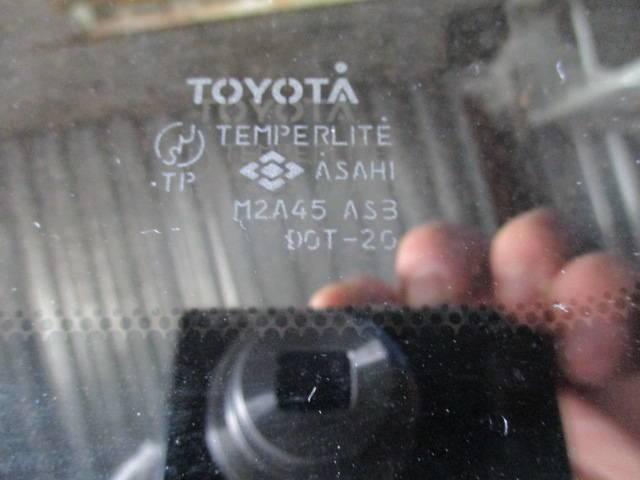 TOYOTA
TEMPERLITE
TP
ASAHI
M2A45 AS3
DOT-20